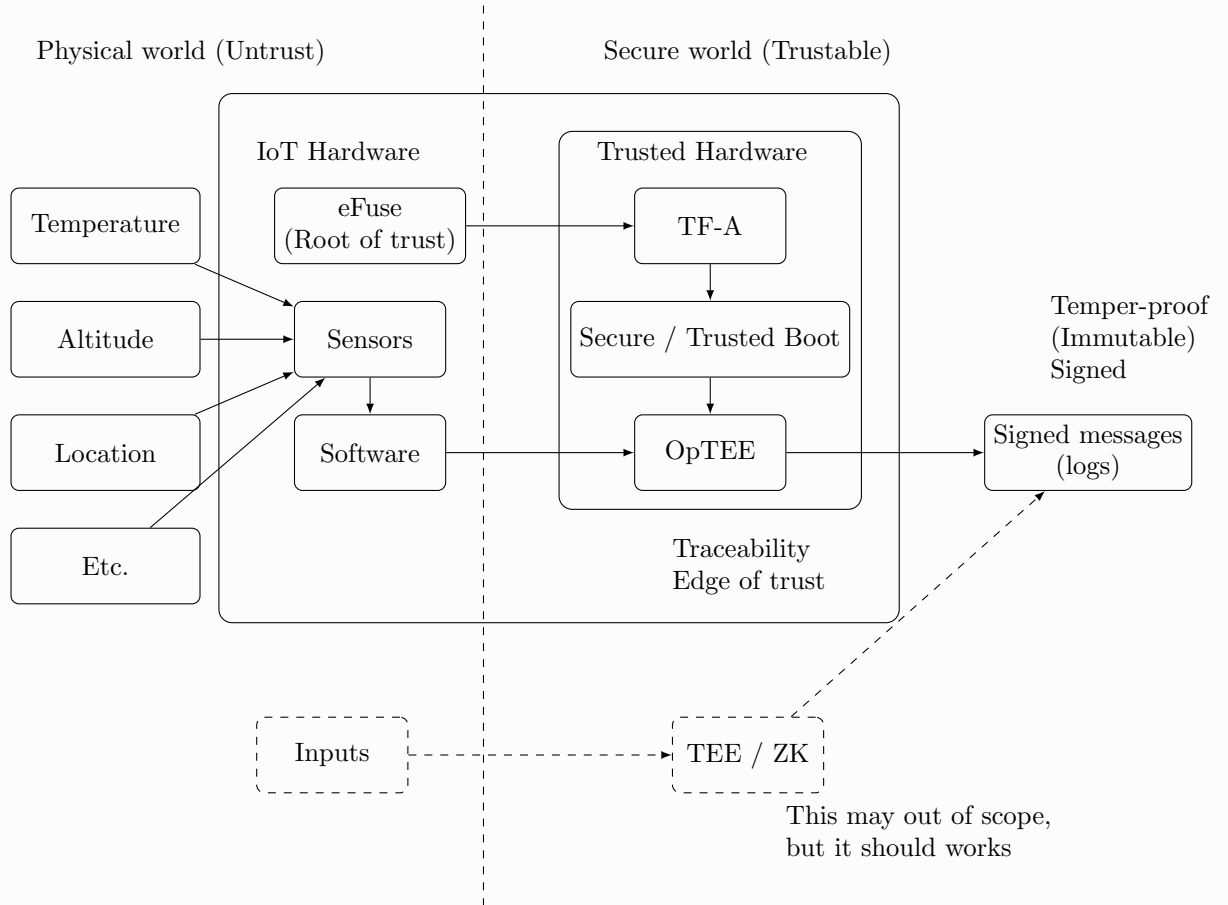 Physical world (Untrust)
Secure world (Trustable)
IoT Hardware
Trusted Hardware
Temperature
eFuse
(Root of trust)
TF-A
Altitude
Sensors
Secure / Trusted Boot
Temper-proof
(Immutable)
Signed
Location
Software
OpTEE
Signed messages
(logs)
Etc.
Traceability
Edge of trust
Inputs
TEE / ZK
This may out of scope,
but it should works